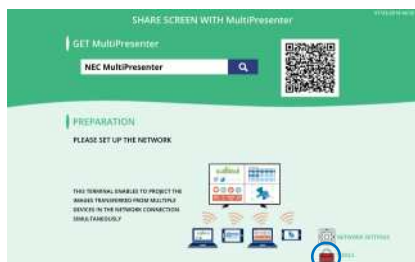 SHARE SCREEN WITH MultiPresenter
GET MultiPresenter
NEC MultiPresenter
PREPARATION
PLEASE SET UP THE NETWORK
THIS TERMINAL ENABLES TO PROJECT THE
IMAGES TRANSFERRED FROM MULTIPLE
DEVICES IN THE NETWORK CONNECTION
SIMULTANEOUSLY
NETWORK SETTINGS